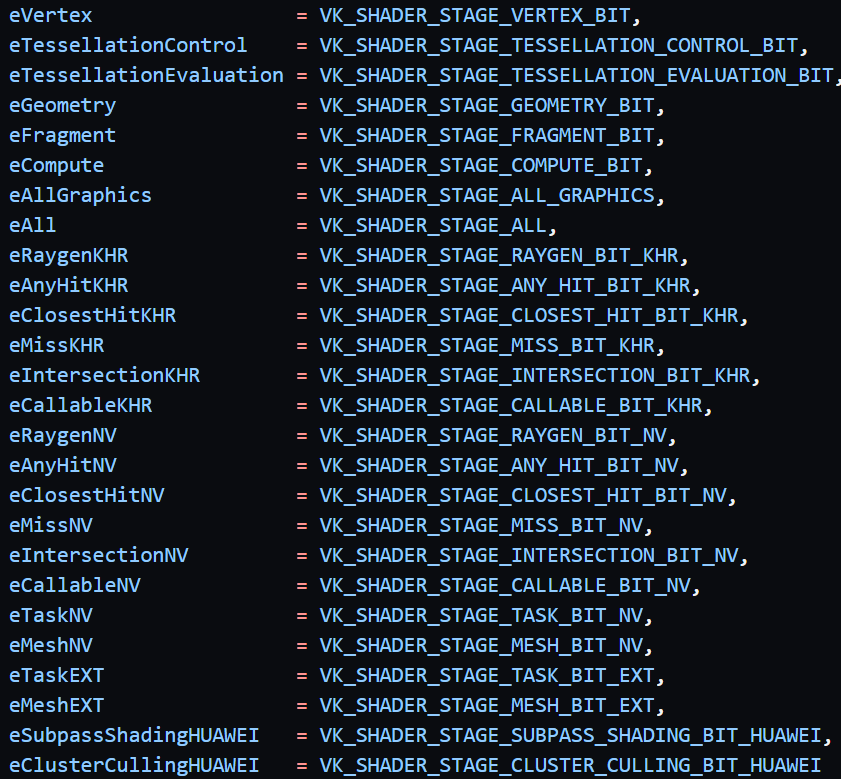 eVertex                 = VK_SHADER_STAGE_VERTEX_BIT,
eTessellationControl    = VK_SHADER_STAGE_TESSELLATION_CONTROL_BIT,
eTessellationEvaluation = VK_SHADER_STAGE_TESSELLATION_EVALUATION_BIT,
eGeometry               = VK_SHADER_STAGE_GEOMETRY_BIT,
eFragment               = VK_SHADER_STAGE_FRAGMENT_BIT,
eCompute                = VK_SHADER_STAGE_COMPUTE_BIT,
eAllGraphics            = VK_SHADER_STAGE_ALL_GRAPHICS,
eAll                    = VK_SHADER_STAGE_ALL,
eRaygenKHR              = VK_SHADER_STAGE_RAYGEN_BIT_KHR,
eAnyHitKHR              = VK_SHADER_STAGE_ANY_HIT_BIT_KHR,
eClosestHitKHR          = VK_SHADER_STAGE_CLOSEST_HIT_BIT_KHR,
eMissKHR                = VK_SHADER_STAGE_MISS_BIT_KHR,
eIntersectionKHR        = VK_SHADER_STAGE_INTERSECTION_BIT_KHR,
eCallableKHR            = VK_SHADER_STAGE_CALLABLE_BIT_KHR,
eRaygenNV               = VK_SHADER_STAGE_RAYGEN_BIT_NV,
eAnyHitNV               = VK_SHADER_STAGE_ANY_HIT_BIT_NV,
eClosestHitNV           = VK_SHADER_STAGE_CLOSEST_HIT_BIT_NV,
eMissNV                 = VK_SHADER_STAGE_MISS_BIT_NV,
eIntersectionNV         = VK_SHADER_STAGE_INTERSECTION_BIT_NV,
eCallableNV             = VK_SHADER_STAGE_CALLABLE_BIT_NV,
eTaskNV                 = VK_SHADER_STAGE_TASK_BIT_NV,
eMeshNV                 = VK_SHADER_STAGE_MESH_BIT_NV,
eTaskEXT                = VK_SHADER_STAGE_TASK_BIT_EXT,
eMeshEXT                = VK_SHADER_STAGE_MESH_BIT_EXT,
eSubpassShadingHUAWEI   = VK_SHADER_STAGE_SUBPASS_SHADING_BIT_HUAWEI,
eClusterCullingHUAWEI   = VK_SHADER_STAGE_CLUSTER_CULLING_BIT_HUAWEI